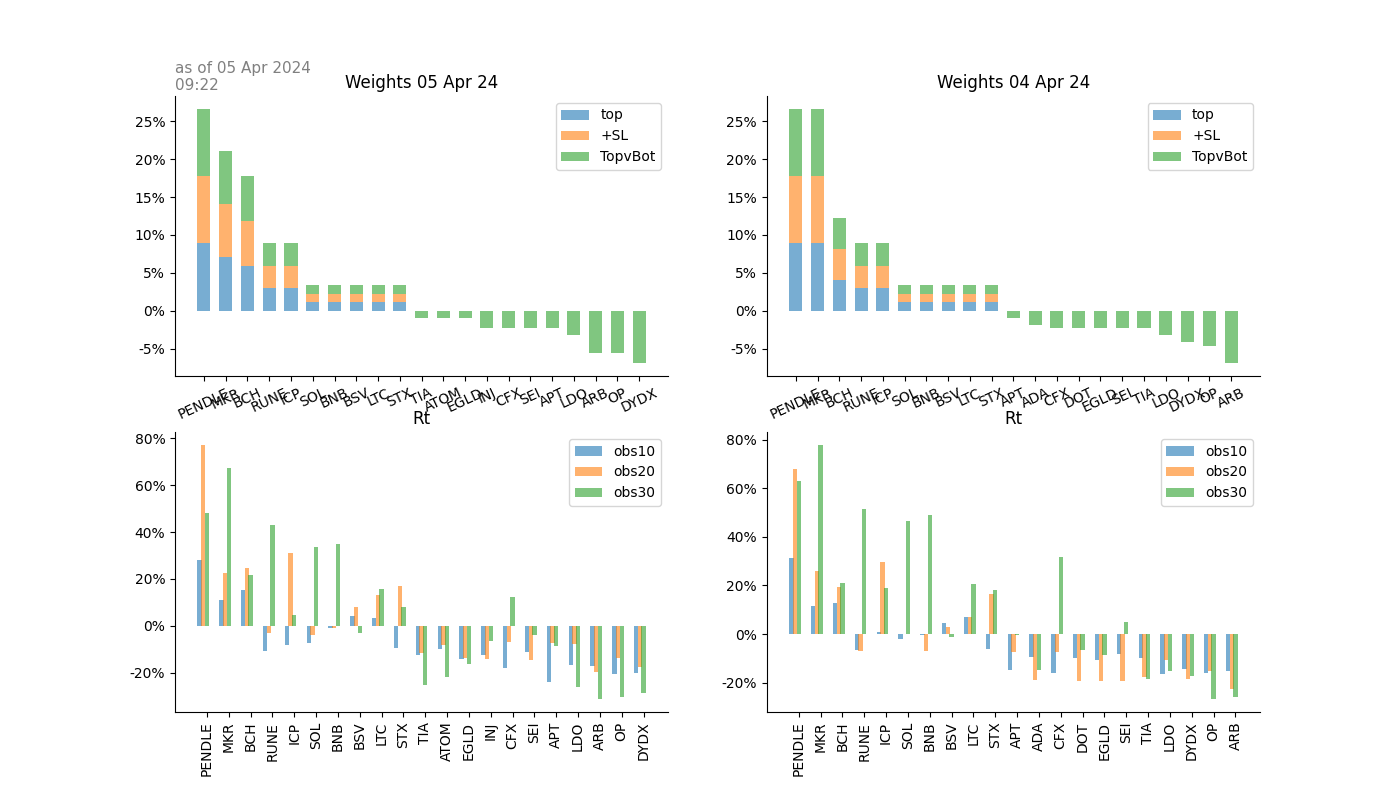 as of 05 Apr 2024
09:22
Weights 05 Apr 24
25%
20%
15%
10%
5%
0%
-5%
top
+SL
TopvBot
PENDLE MKR BCH RUNE ICP SOL BNB BSV LTC STX TIA ATOM EGLD INJ CFX SEI APT LDO ARB OP DYDX
Weights 04 Apr 24
25%
20%
15%
10%
5%
0%
-5%
top
+SL
TopvBot
PENDLE MKR BCH RUNE ICP SOL BNB BSV LTC STX APT ADA CFX DOT EGLD SEI TIA LDO DYDX OP ARB
Rt
80%
60%
40%
20%
0%
-20%
obs10
obs20
obs30
PENDLE MKR BCH RUNE ICP SOL BNB BSV LTC STX TIA ATOM EGLD INJ CFX SEI APT LDO ARB OP DYDX
Rt
80%
60%
40%
20%
0%
-20%
obs10
obs20
obs30
PENDLE MKR BCH RUNE ICP SOL BNB BSV LTC STX APT ADA CFX DOT EGLD SEI TIA LDO DYDX OP ARB